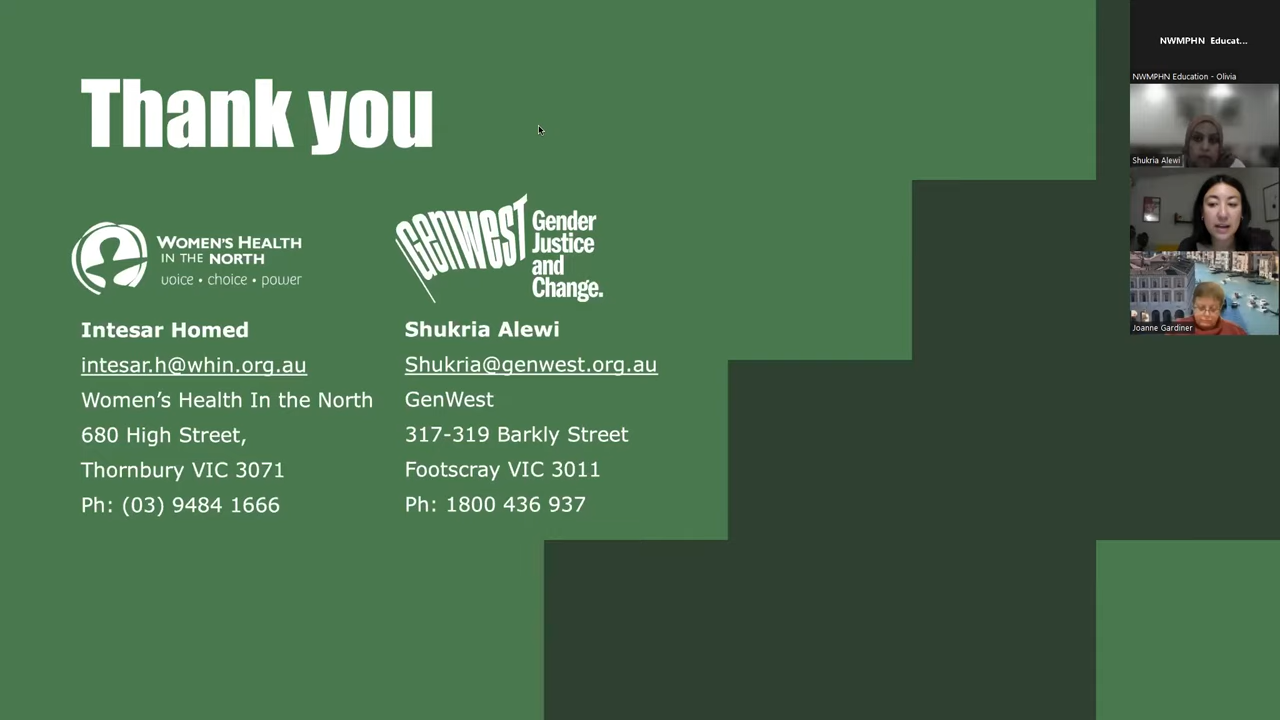 Thank you
WOMEN'S HEALTH
IN THE NORTH
voice • choice • power
GenWest
Gender
Justice
and
Change.
Intesar Homed
intesar.h@whin.org.au
Women’s Health In the North
680 High Street,
Thornbury VIC 3071
Ph: (03) 9484 1666
Shukria Alewi
Shukria@genwest.org.au
GenWest
317-319 Barkly Street
Footscray VIC 3011
Ph: 1800 436 937
NWMPHN Educat...
NWMPHN Education - Olivia
Shukria Alewi
Joanne Gardiner